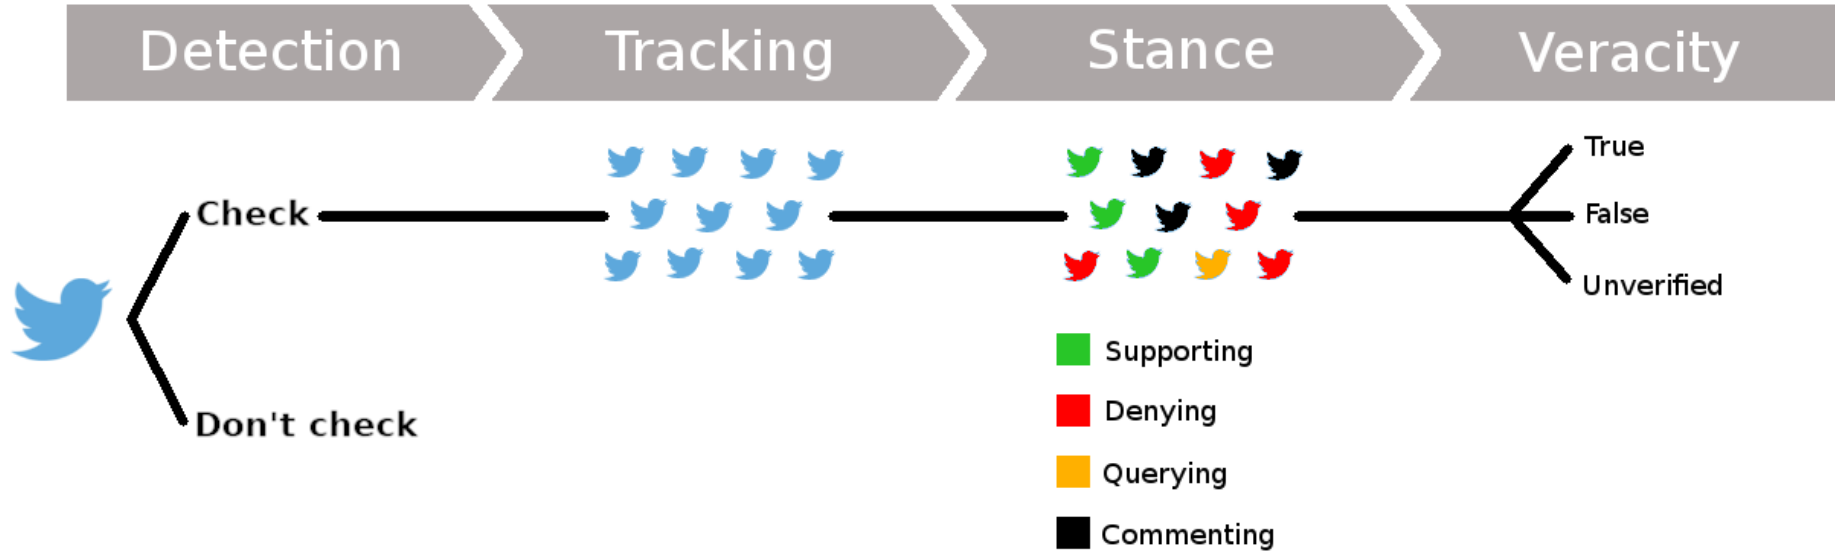 Detection
Tracking
Stance
Veracity
Check
Don't check
True
False
Unverified
Supporting
Denying
Querying
Commenting